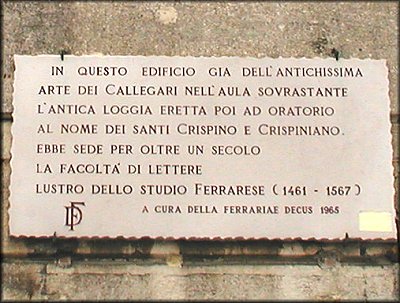 IN QUESTO EDIFICIO GIA DELL'ANTICHISSIMA
ARTE DEI CALLEGARI NELL'AULA SOVRASTANTE
L'ANTICA LOGGIA ERETTA POI AD ORATORIO
AL NOME DEI SANTI CRISPINO E CRISPINIANO.
EBBE SEDE PER OLTRE UN SECOLO
LA FACOLTA' DI LETTERE
LUSTRO DELLO STUDIO FERRARESE (1461 - 1567)
DF A CURA DELLA FERRARIAE DECUS 1965